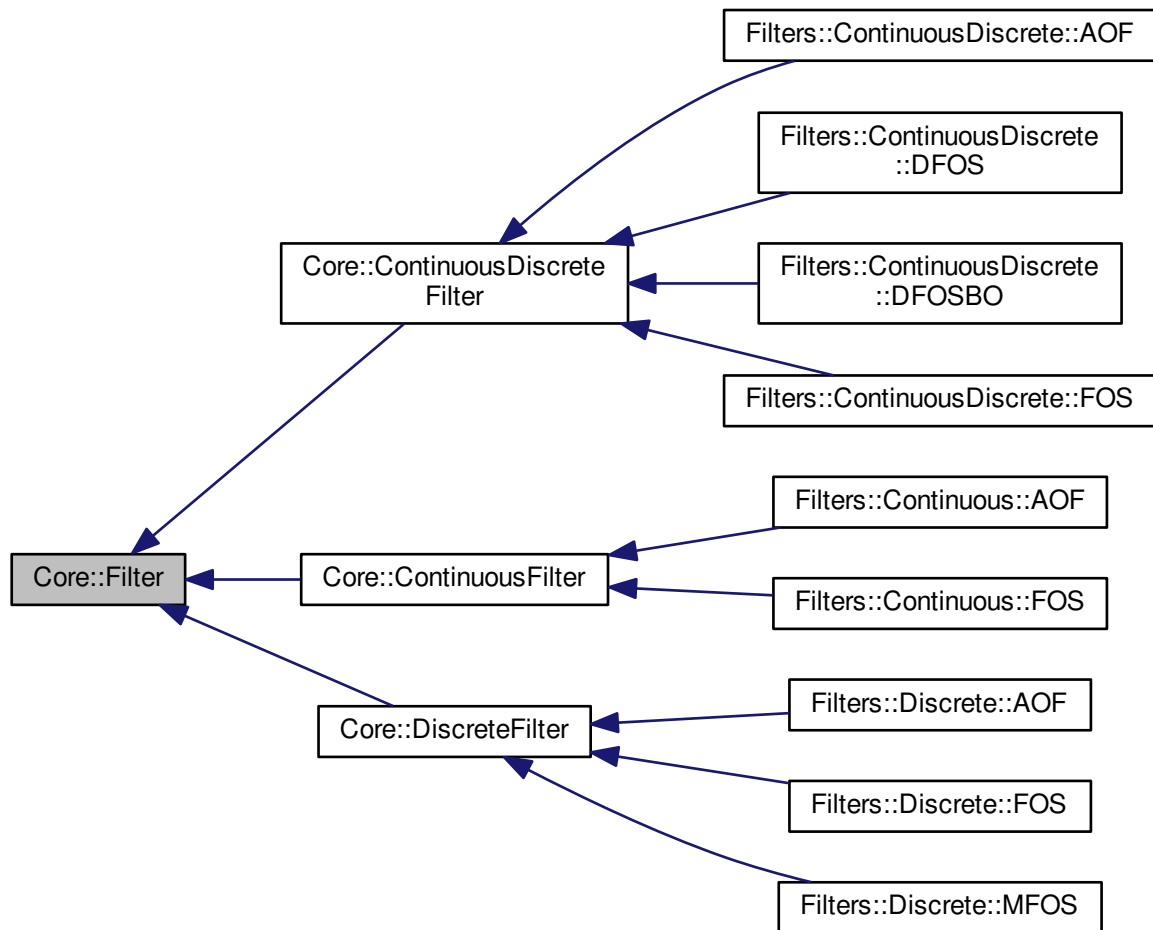 Filters::ContinuousDiscrete::AOF
Filters::ContinuousDiscrete
::DFOS
Core::ContinuousDiscrete
Filter
Filters::ContinuousDiscrete
::DFOSBO
Filters::ContinuousDiscrete::FOS
Filters::Continuous::AOF
Core::Filter
Core::ContinuousFilter
Filters::Continuous::FOS
Filters::Discrete::AOF
Core::DiscreteFilter
Filters::Discrete::FOS
Filters::Discrete::MFOS